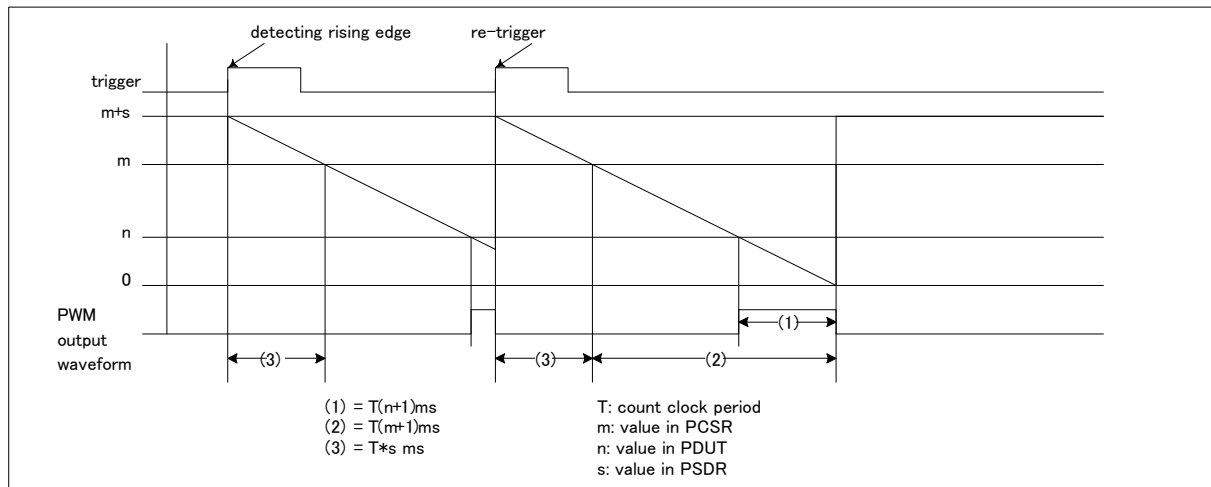 detecting rising edge
re-trigger
trigger
m+s
m
n
0
PWM
output
waveform
(1)
(3)
(3)
(2)
(1) = T(n+1)ms
(2) = T(m+1)ms
(3) = T*s ms
T: count clock period
m: value in PCSR
n: value in PDUT
s: value in PSDR